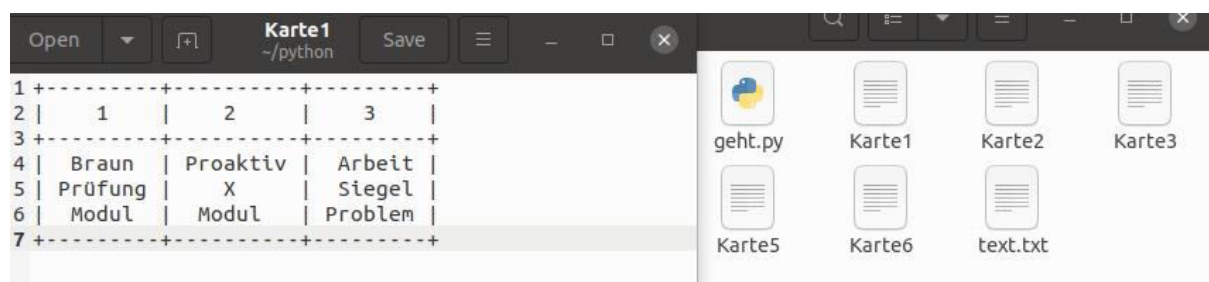 Open Karte1 Save
~/python
1 +---------+----------+---------+
2 |    1    |    2     |    3    |
3 +---------+----------+---------+
4 |  Braun  | Proaktiv |  Arbeit |
5 | Prüfung |    X     |  Siegel |
6 |  Modul  |  Modul   | Problem |
7 +---------+----------+---------+
geht.py Karte1 Karte2 Karte3
Karte5 Karte6 text.txt